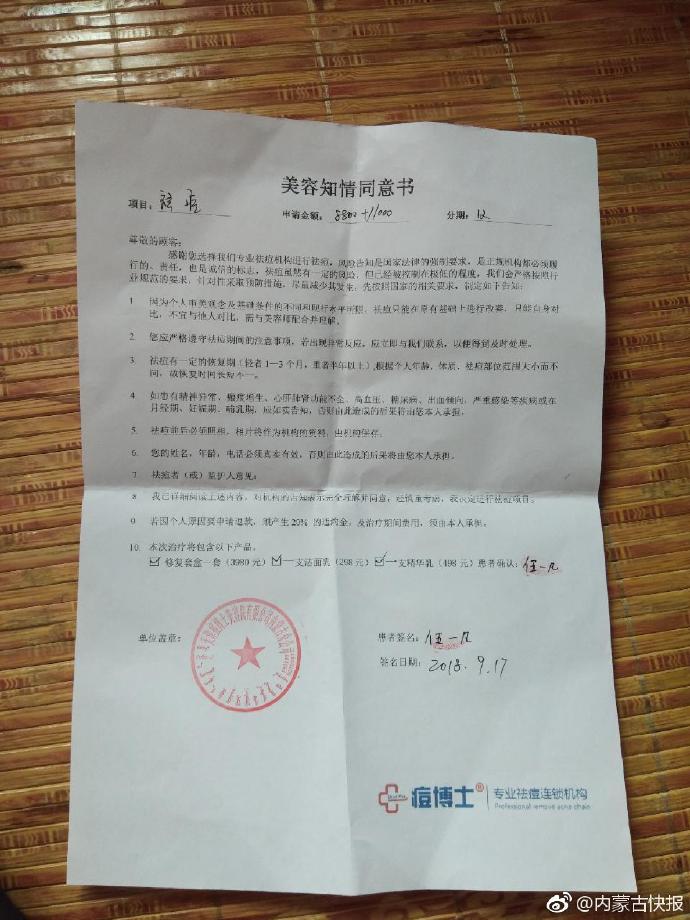 美容知情同意书
项目：祛痘 申请金额：8800+11000 分期：12
尊敬的顾客：
感谢您选择我们专业祛痘机构进行祛痘，风险告知是国家法律的强制要求，是正规机构都必须履
行的、责任，也是诚信的标志，祛痘虽然有一定的风险，但已经被控制在极低的程度，我们会严格按照行
业规范的要求，针对性采取预防措施，尽量减少其发生，先按照国家的相关要求，制定如下告知：
1 因为个人审美观念及基础条件的不同和现行水平所限，祛痘只能在原有基础上进行改善，只能自身对
比，不宜与他人对比，需与美容师配合并理解。
2. 您应严格遵守祛痘期间的注意事项，若出现异常反应，应立即与我们联系，以便得到及时处理。
3. 祛痘有一定的恢复期（轻者1—3个月，重者半年以上），根据个人年龄、体质、祛痘部位范围大小而不
同，故恢复时间长短不一。
4. 如患有精神异常、瘢痕增生、心肝肺肾功能不全、高血压、糖尿病、出血倾向，严重感染等疾病或在
月经期、妊娠期、哺乳期，应如实告知，否则由此造成的后果将由您本人承担。
5. 祛痘前后必须照相，相片将作为机构的资料，由机构保存。
6. 您的姓名，年龄，电话必须真实有效，否则由此造成的后果将由您本人承担。
7 祛痘者（或）监护人意见：
8 我已详细阅读上述内容，对机构的告知表示完全理解并同意，经慎重考虑，我决定进行祛痘项目。
9 若因个人原因要申请退款，则产生20%的违约金，及治疗期间费用，须由本人承担。
10. 本次治疗将包含以下产品。
☑修复套盒一套（3980元）☑一支洁面乳（298元）☑一支精华乳（498元）患者确认：伍一凡
单位盖章：
患者签名：伍一凡
签名日期：2018.9.17
痘博士® 专业祛痘连锁机构
Professional remove acne chain
@内蒙古快报